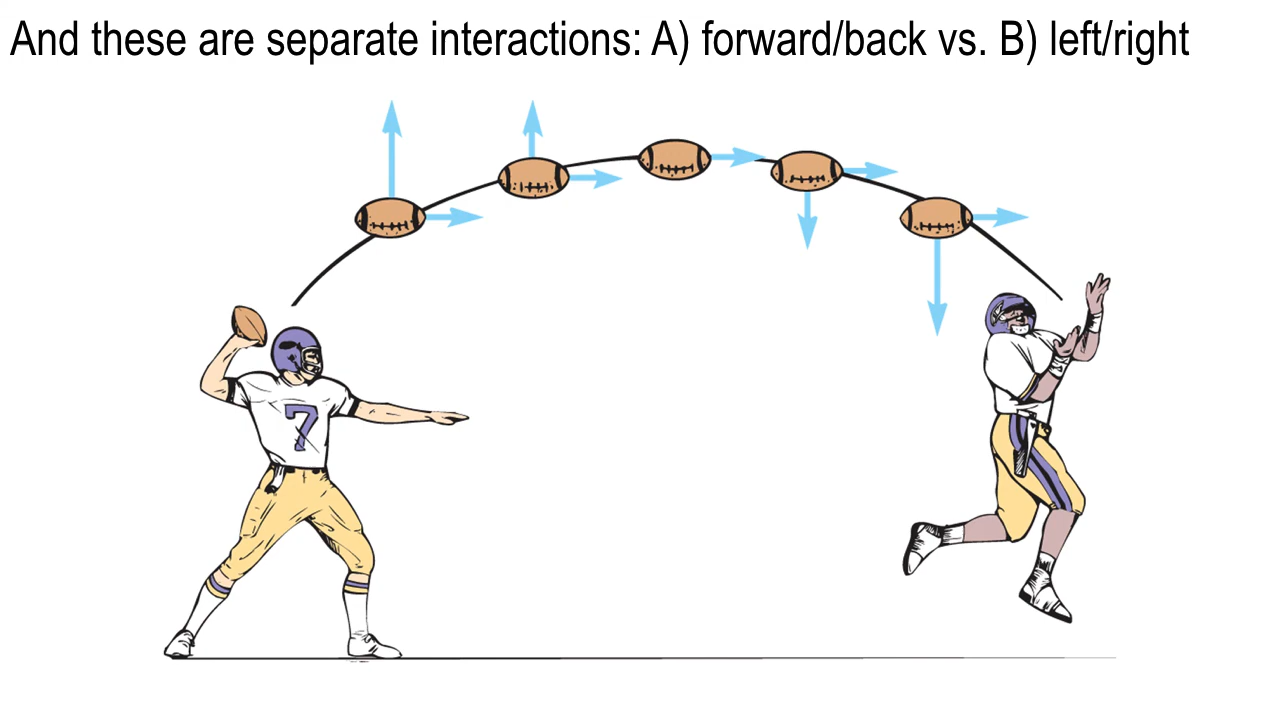 And these are separate interactions: A) forward/back vs. B) left/right
7